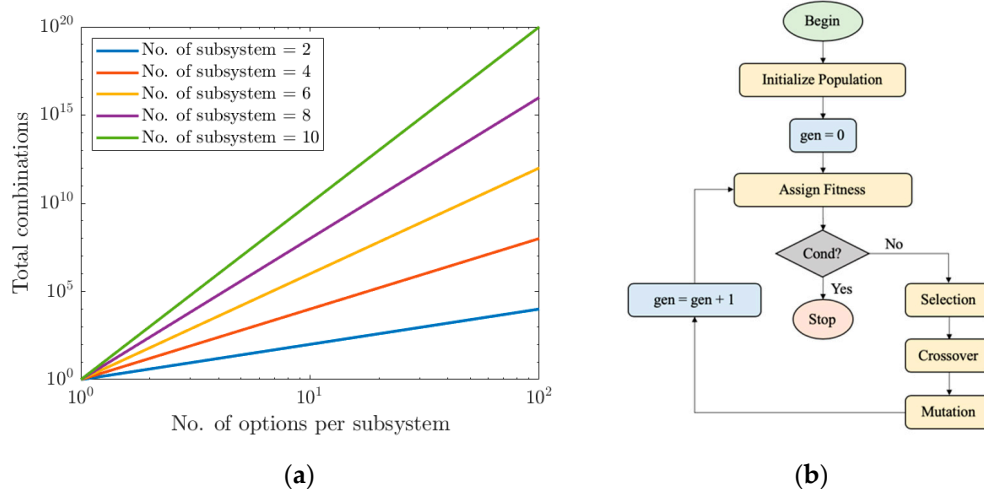 10^20
10^15
10^10
10^5
10^0
Total combinations
No. of subsystem = 2
No. of subsystem = 4
No. of subsystem = 6
No. of subsystem = 8
No. of subsystem = 10
10^0
10^1
10^2
No. of options per subsystem
(a)
Begin
Initialize Population
gen = 0
Assign Fitness
Cond?
No
Yes
Stop
gen = gen + 1
Selection
Crossover
Mutation
(b)